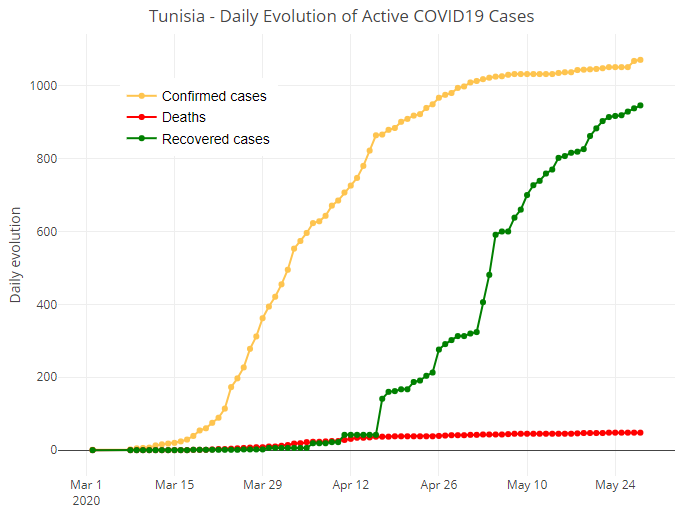 Tunisia - Daily Evolution of Active COVID19 Cases
Confirmed cases
Deaths
Recovered cases
Daily evolution
1000
800
600
400
200
0
Mar 1
2020
Mar 15
Mar 29
Apr 12
Apr 26
May 10
May 24